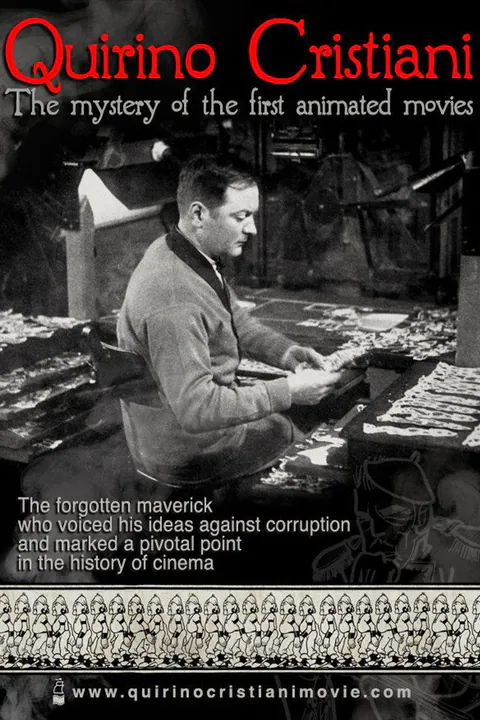 Quirino Cristiani
The mystery of the first animated movies
The forgotten maverick
who voiced his ideas against corruption
and marked a pivotal point
in the history of cinema
www.quirinocristianimovie.com